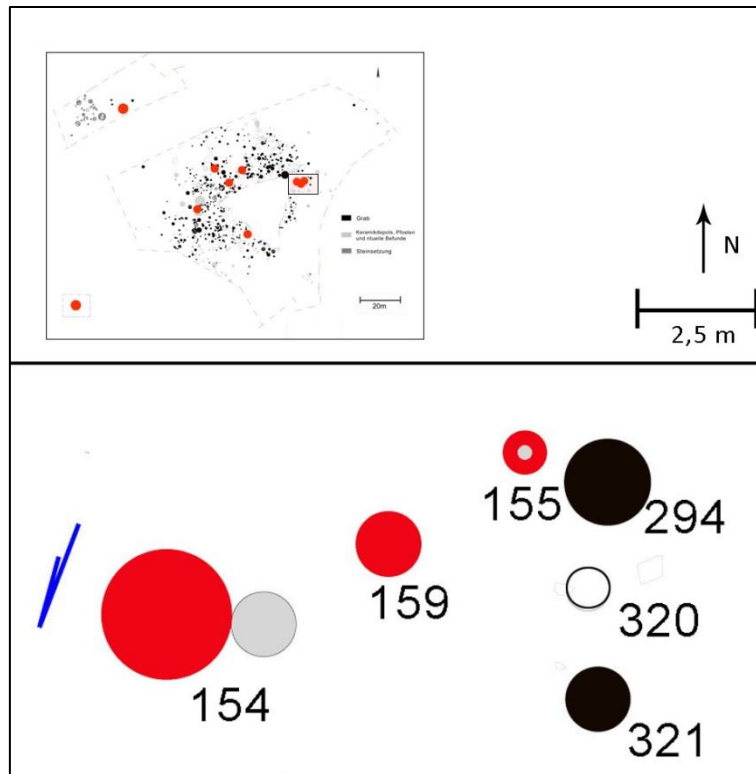 Grab
Keramikdepots, Pfosten
und rituelle Befunde
Steinsetzung
20m
N
2,5 m
155
294
159
320
154
321